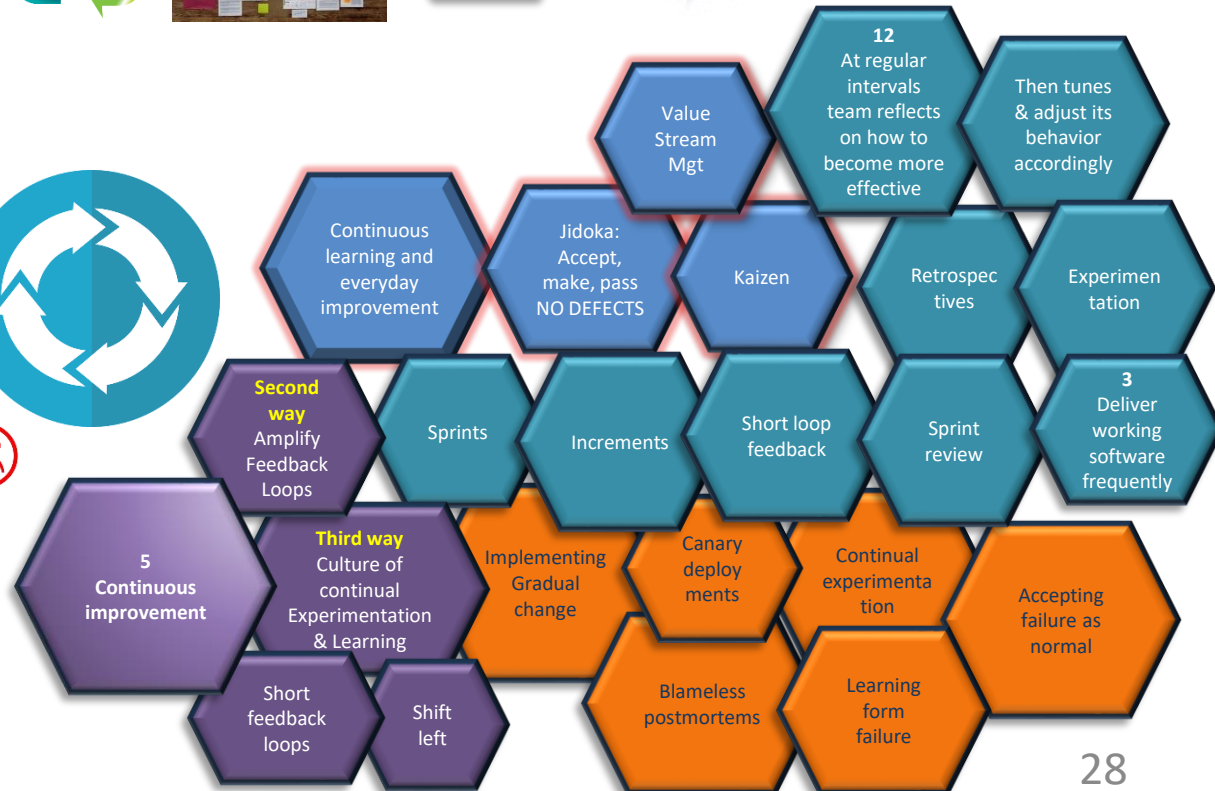 12
At regular
intervals
team reflects
on how to
become more
effective
Then tunes
& adjust its
behavior
accordingly
Value
Stream
Mgt
Continuous
learning and
everyday
improvement
Jidoka:
Accept,
make, pass
NO DEFECTS
Kaizen
Retrospec
tives
Experimen
tation
Second
way
Amplify
Feedback
Loops
Sprints
Increments
Short loop
feedback
Sprint
review
3
Deliver
working
software
frequently
5
Continuous
improvement
Third way
Culture of
continual
Experimentation
& Learning
Implementing
Gradual
change
Canary
deploy
ments
Continual
experimenta
tion
Accepting
failure as
normal
Short
feedback
loops
Shift
left
Blameless
postmortems
Learning
form
failure
28